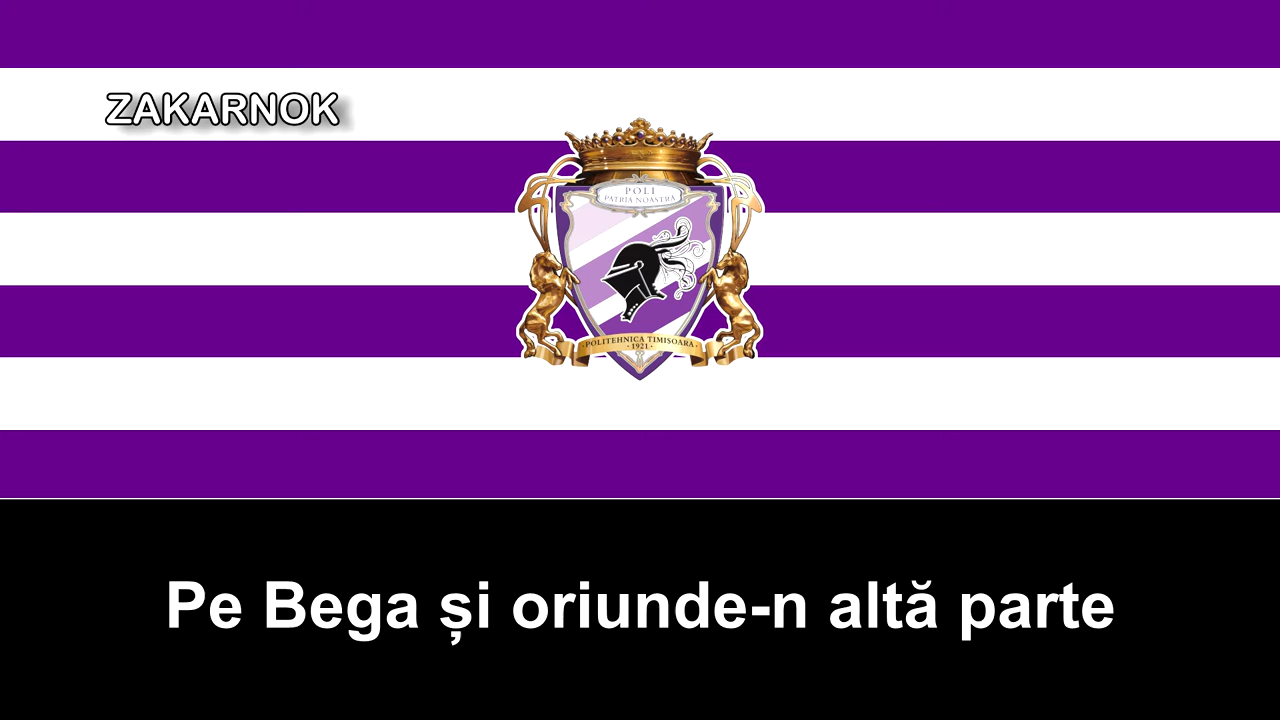 ZAKARNOK
POLI
PATRIA NOASTRĂ
·POLITEHNICA TIMISOARA·
·1921·
Pe Bega și oriunde-n altă parte